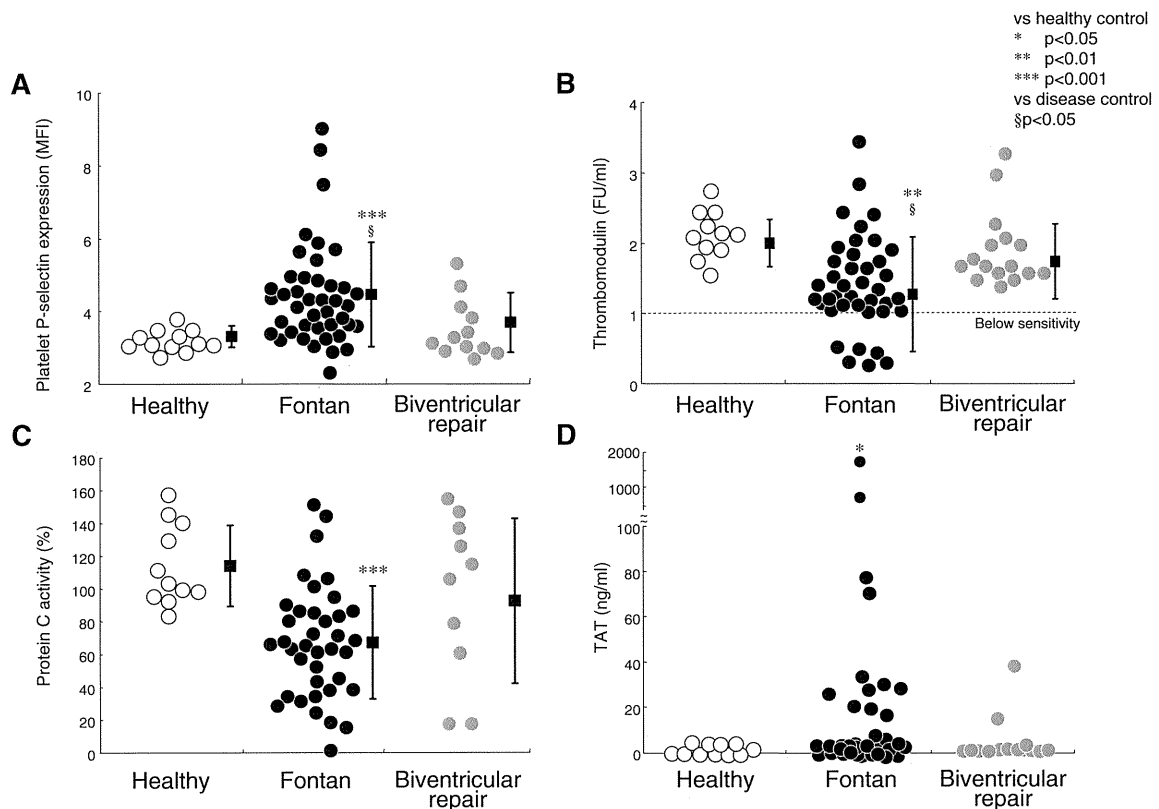 vs healthy control
* p<0.05
** p<0.01
*** p<0.001
vs disease control
§p<0.05
A
Platelet P-selectin expression (MFI)
10
8
6
4
2
***
§
Healthy
Fontan
Biventricular
repair
B
Thrombomodulin (FU/ml)
4
3
2
1
0
**
§
Below sensitivity
Healthy
Fontan
Biventricular
repair
C
Protein C activity (%)
180
160
140
120
100
80
60
40
20
0
***
Healthy
Fontan
Biventricular
repair
D
TAT (ng/ml)
2000
1000
≈
100
80
60
40
20
0
*
Healthy
Fontan
Biventricular
repair